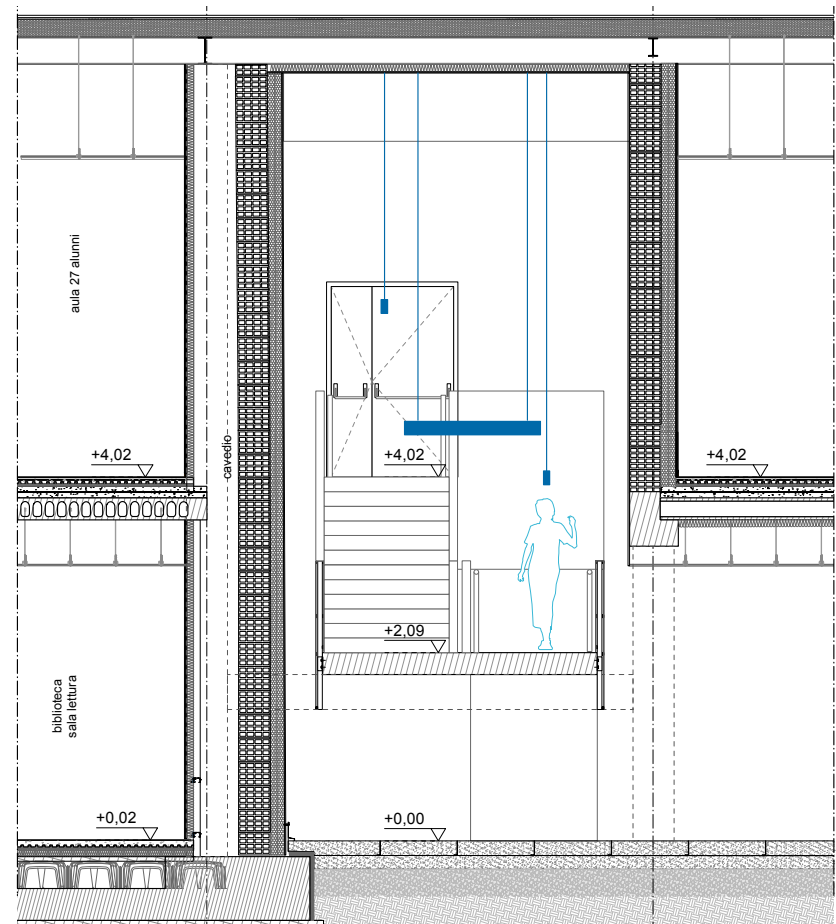 aula 27 alunni
+4,02
cavedio
+4,02
+4,02
+2,09
biblioteca
sala lettura
+0,02
+0,00